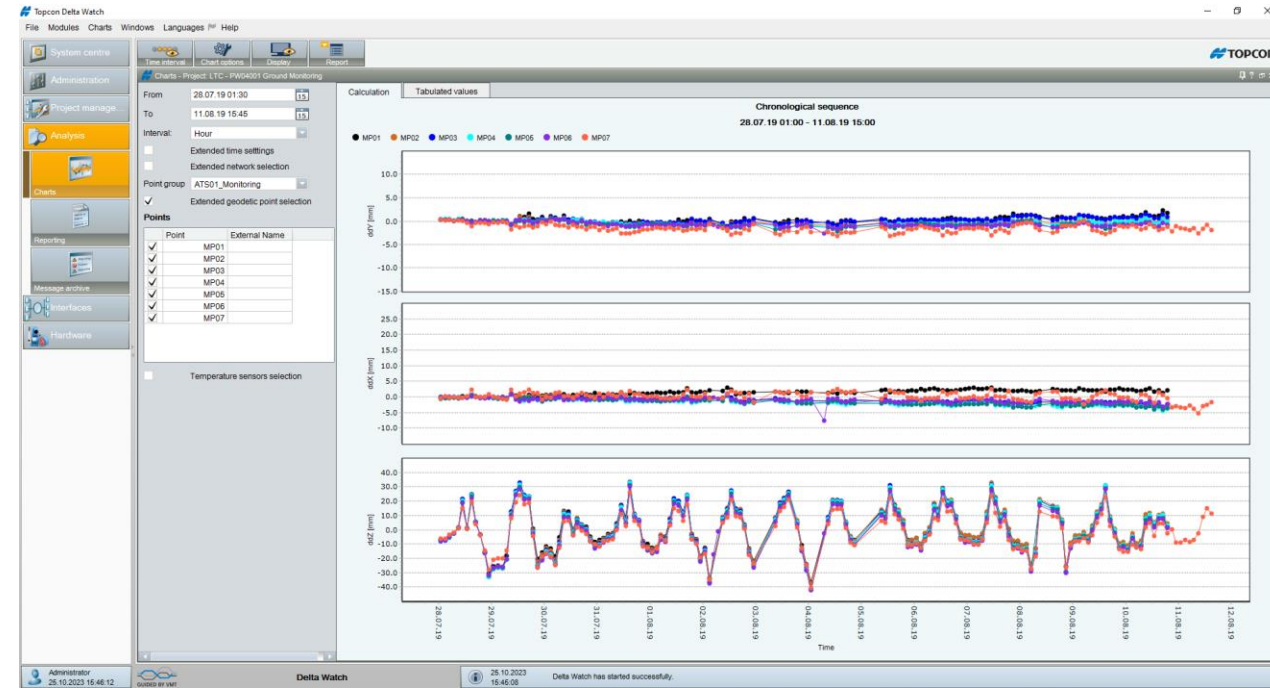 Topcon Delta Watch
File Modules Charts Windows Languages Help
System centre
Administration
Project manage...
Analysis
Charts
Reporting
Message archive
Interfaces
Hardware
Time interval Chart options Display Report
TOPCO
Charts - Project: LTC - PW04001 Ground Monitoring
From 28.07.19 01:30 15
To 11.08.19 15:45 15
Interval: Hour
Extended time setttings
Extended network selection
Point group ATS01_Monitoring
Extended geodetic point selection
Points
Point External Name
MP01
MP02
MP03
MP04
MP05
MP06
MP07
Temperature sensors selection
Calculation Tabulated values
Chronological sequence
28.07.19 01:00 - 11.08.19 15:00
MP01 MP02 MP03 MP04 MP05 MP06 MP07
ddY [mm]
10.0
5.0
0.0
-5.0
-10.0
-15.0
ddX [mm]
25.0
20.0
15.0
10.0
5.0
0.0
-5.0
-10.0
ddZ [mm]
40.0
30.0
20.0
10.0
0.0
-10.0
-20.0
-30.0
-40.0
28.07.19 29.07.19 30.07.19 31.07.19 01.08.19 02.08.19 03.08.19 04.08.19 05.08.19 06.08.19 07.08.19 08.08.19 09.08.19 10.08.19 11.08.19 12.08.19
Time
Administrator
25.10.2023 15:46:12
GUIDED BY VMT
Delta Watch
25.10.2023
15:45:08
Delta Watch has started successfully.